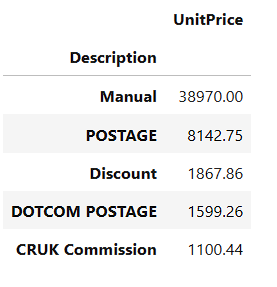 UnitPrice
Description
Manual 38970.00
POSTAGE 8142.75
Discount 1867.86
DOTCOM POSTAGE 1599.26
CRUK Commission 1100.44